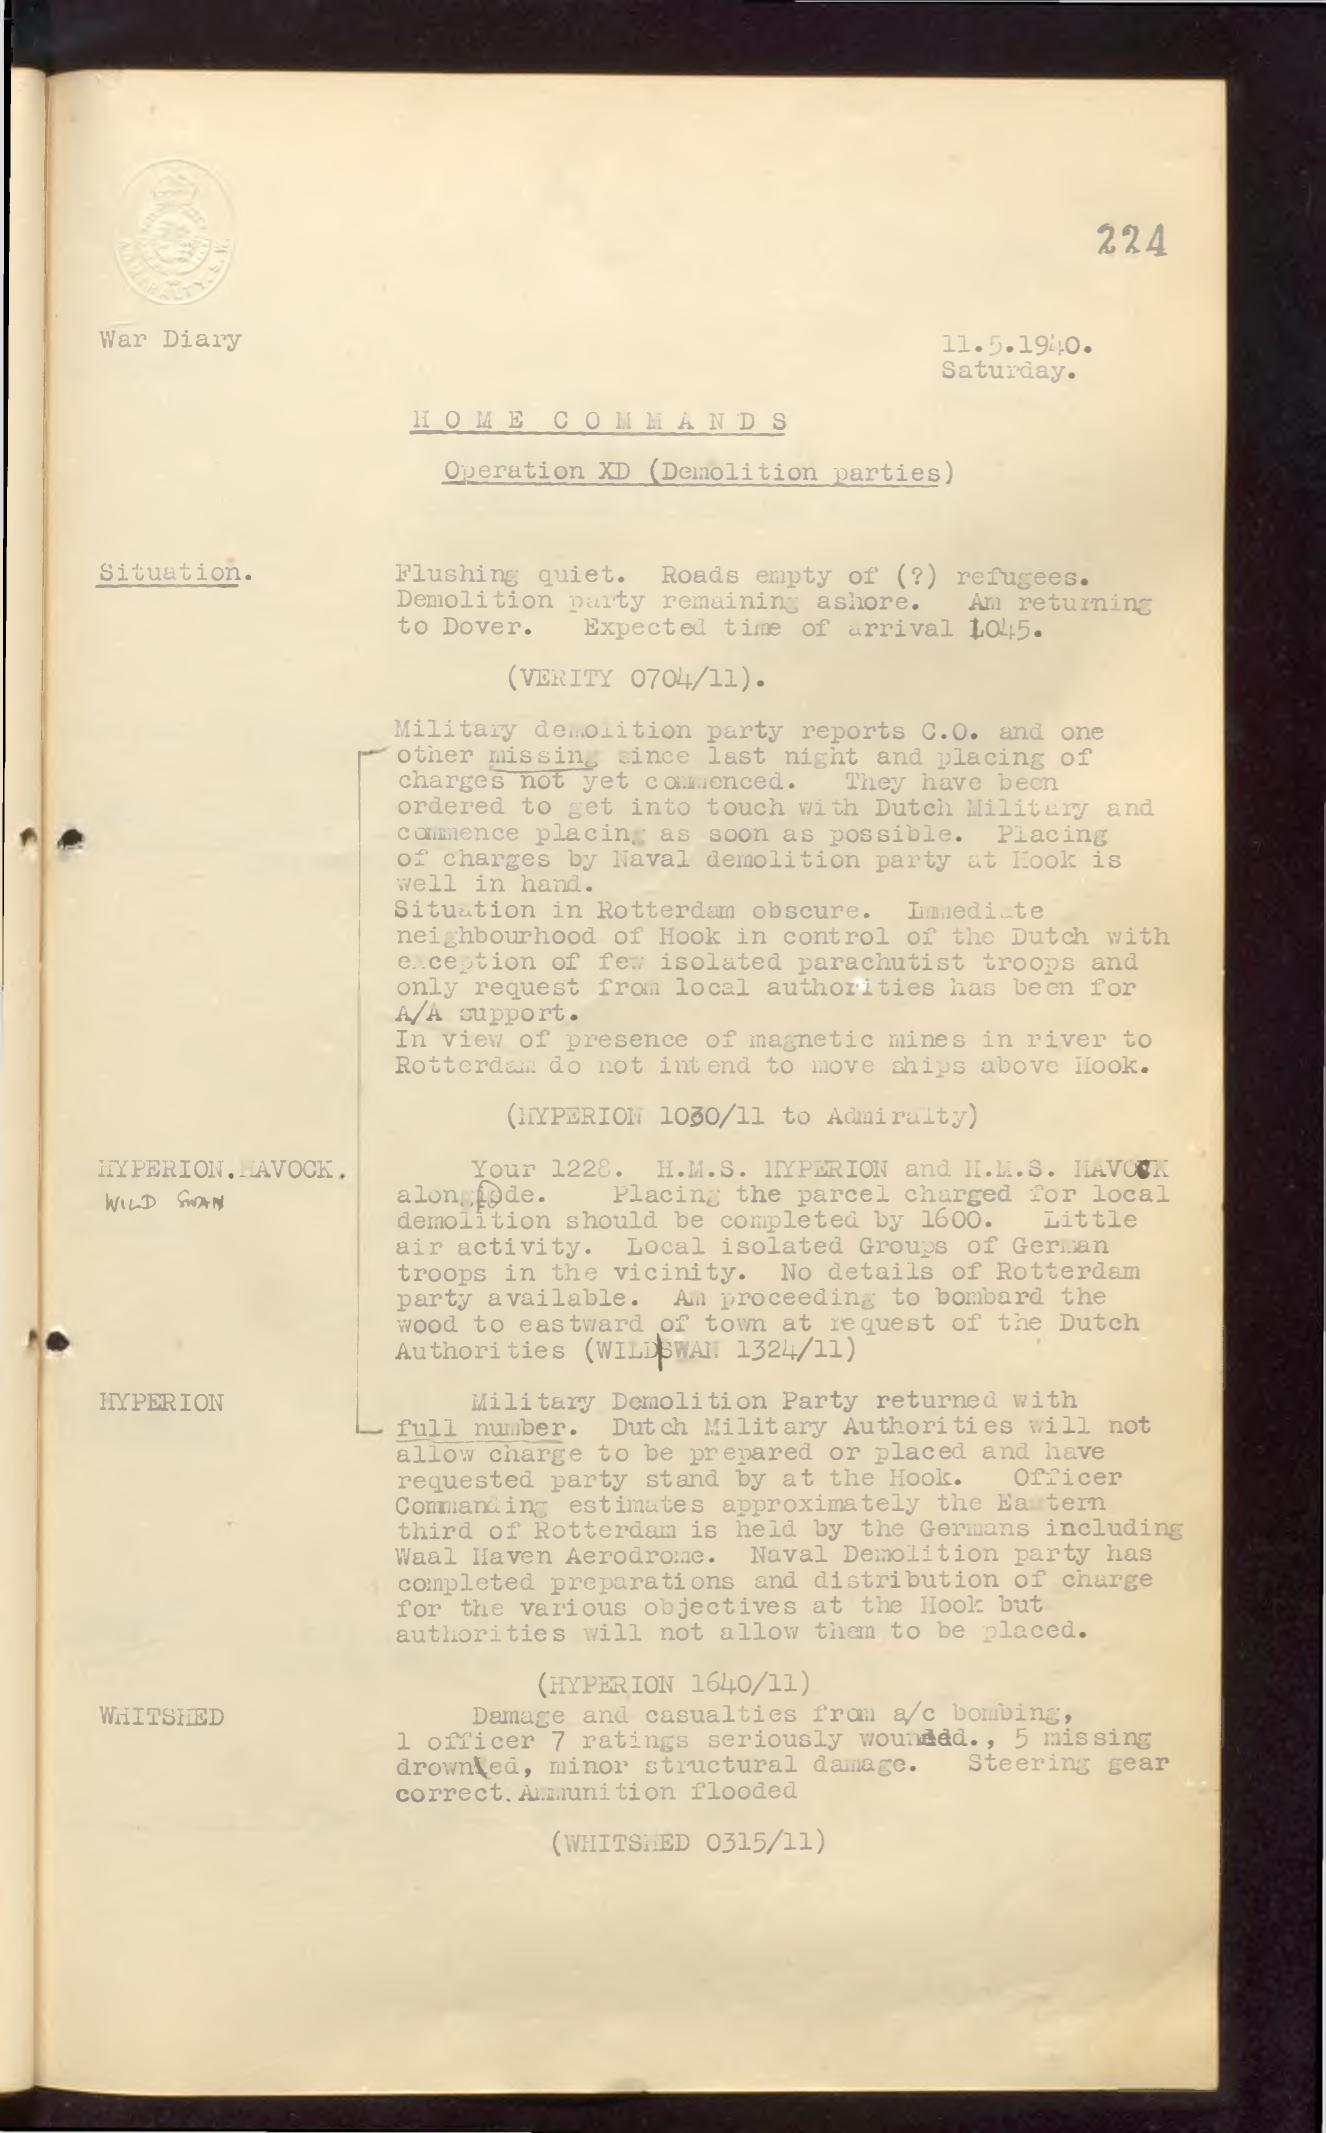 224
War Diary
11.5.1940.
Saturday.
HOME COMMANDS
Operation XD (Demolition parties)
Situation.
Flushing quiet. Roads empty of (?) refugees.
Demolition party remaining ashore. Am returning
to Dover. Expected time of arrival 1045.
(VERITY 0704/11).
Military demolition party reports C.O. and one
other missing since last night and placing of
charges not yet commenced. They have been
ordered to get into touch with Dutch Military and
commence placing as soon as possible. Placing
of charges by Naval demolition party at Hook is
well in hand.
Situation in Rotterdam obscure. Immediate
neighbourhood of Hook in control of the Dutch with
exception of few isolated parachutist troops and
only request from local authorities has been for
A/A support.
In view of presence of magnetic mines in river to
Rotterdam do not intend to move ships above Hook.
(HYPERION 1030/11 to Admiralty)
HYPERION. HAVOCK.
WILD SWAN
Your 1228. H.M.S. HYPERION and H.M.S. HAVOCK
alongside. Placing the parcel charged for local
demolition should be completed by 1600. Little
air activity. Local isolated Groups of German
troops in the vicinity. No details of Rotterdam
party available. Am proceeding to bombard the
wood to eastward of town at request of the Dutch
Authorities (WILD SWAN 1324/11)
HYPERION
Military Demolition Party returned with
full number. Dutch Military Authorities will not
allow charge to be prepared or placed and have
requested party stand by at the Hook. Officer
Commanding estimates approximately the Eastern
third of Rotterdam is held by the Germans including
Waal Haven Aerodrome. Naval Demolition party has
completed preparations and distribution of charge
for the various objectives at the Hook but
authorities will not allow them to be placed.
(HYPERION 1640/11)
WHITSHED
Damage and casualties from a/c bombing,
1 officer 7 ratings seriously wounded., 5 missing
drowned, minor structural damage. Steering gear
correct. Ammunition flooded
(WHITSHED 0315/11)